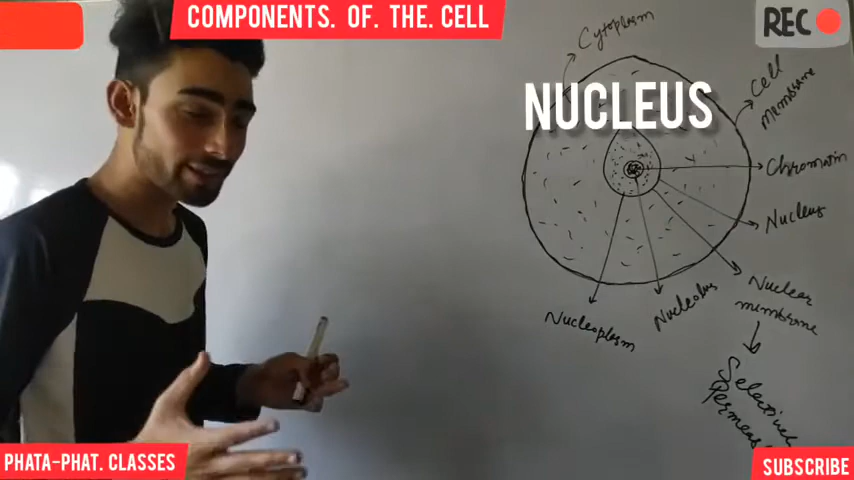 COMPONENTS. OF. THE. CELL
REC
Cytoplasm
Cell
membrane
NUCLEUS
Chromatin
Nucleus
Nuclear
membrane
Nucleolus
Nucleoplasm
PHATA-PHAT. CLASSES
SUBSCRIBE